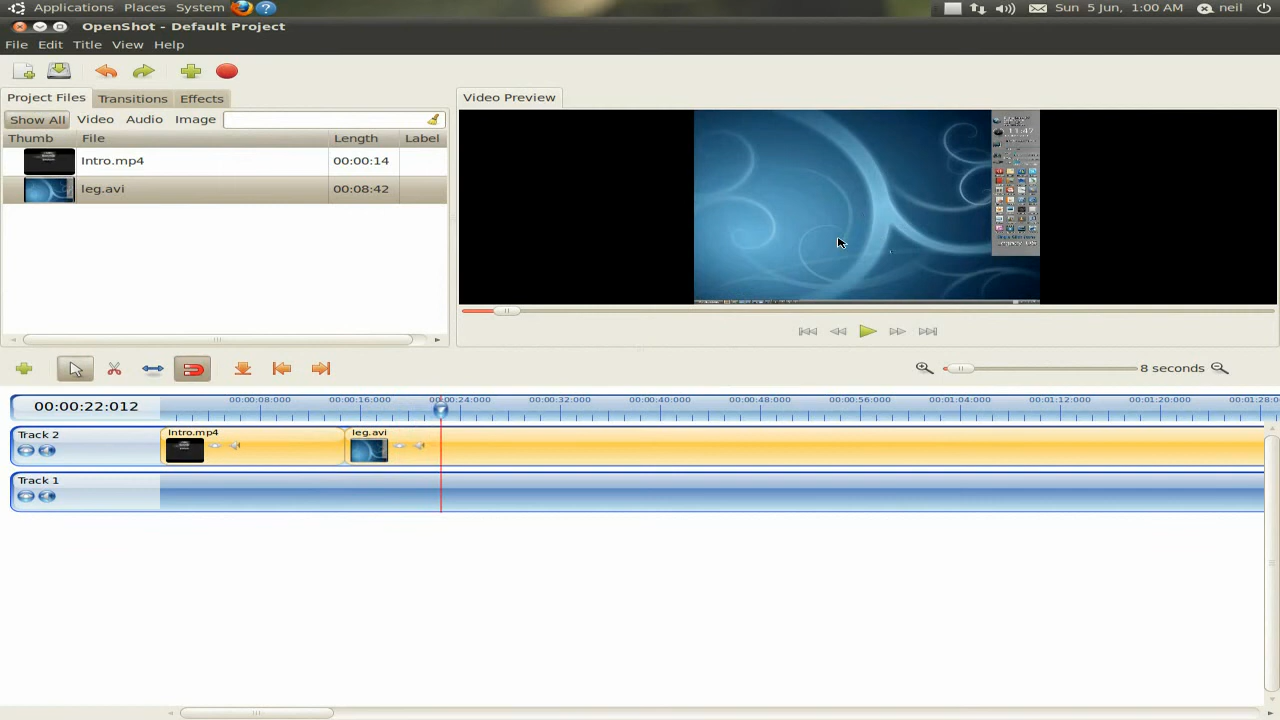 Applications Places System Sun 5 Jun, 1:00 AM neil
OpenShot - Default Project
File Edit Title View Help
Project Files Transitions Effects
Video Preview
Show All Video Audio Image
Thumb File Length Label
Intro.mp4 00:00:14
leg.avi 00:08:42
8 seconds
00:00:22:012
00:00:08:000 00:00:16:000 00:00:24:000 00:00:32:000 00:00:40:000 00:00:48:000 00:00:56:000 00:01:04:000 00:01:12:000 00:01:20:000 00:01:28:0
Track 2
Intro.mp4 leg.avi
Track 1